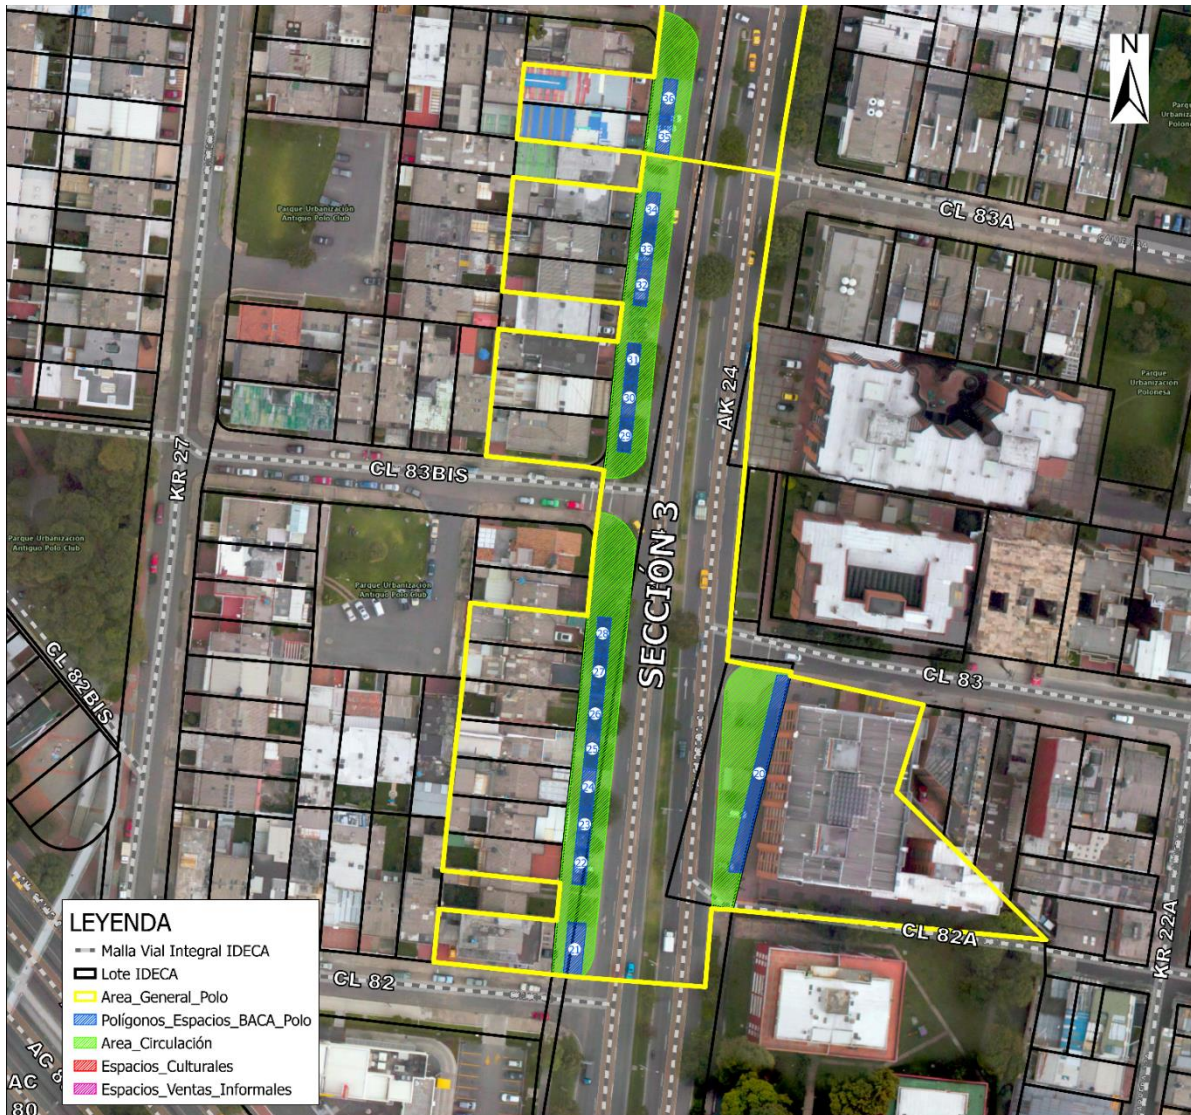 N
36
35
Parque
Urbanización
Polonesa
CL 83A
34
33
32
Parque Urbanización
Antiguo Polo Club
AK 24
31
30
29
Parque
Urbanización
Polonesa
KR 27
CL 83BIS
SECCIÓN 3
Parque Urbanización
Antiguo Polo Club
Parque Urbanización
Antiguo Polo Club
28
27
26
25
24
23
22
21
20
CL 83
CL 82BIS
CL 82A
KR 22A
CL 82
AC
80
LEYENDA
Malla Vial Integral IDECA
Lote IDECA
Area_General_Polo
Polígonos_Espacios_BACA_Polo
Area_Circulación
Espacios_Culturales
Espacios_Ventas_Informales